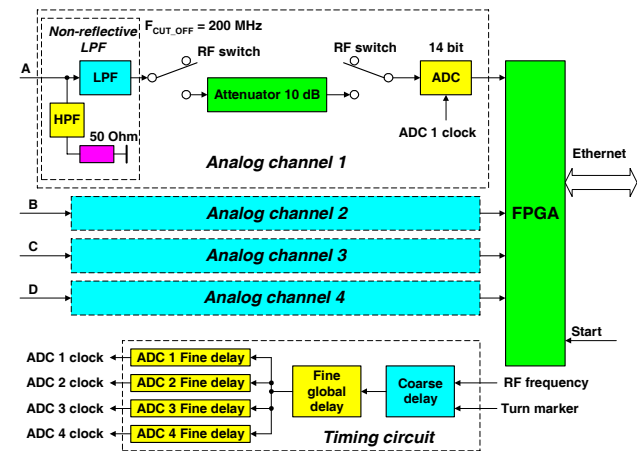 Non-reflective
LPF
F_CUT_OFF = 200 MHz
RF switch
RF switch
14 bit
A
LPF
Attenuator 10 dB
ADC
HPF
50 Ohm
ADC 1 clock
Analog channel 1
Ethernet
FPGA
B
Analog channel 2
C
Analog channel 3
D
Analog channel 4
Start
ADC 1 clock
ADC 1 Fine delay
ADC 2 clock
ADC 2 Fine delay
ADC 3 clock
ADC 3 Fine delay
ADC 4 clock
ADC 4 Fine delay
Fine
global
delay
Coarse
delay
RF frequency
Turn marker
Timing circuit